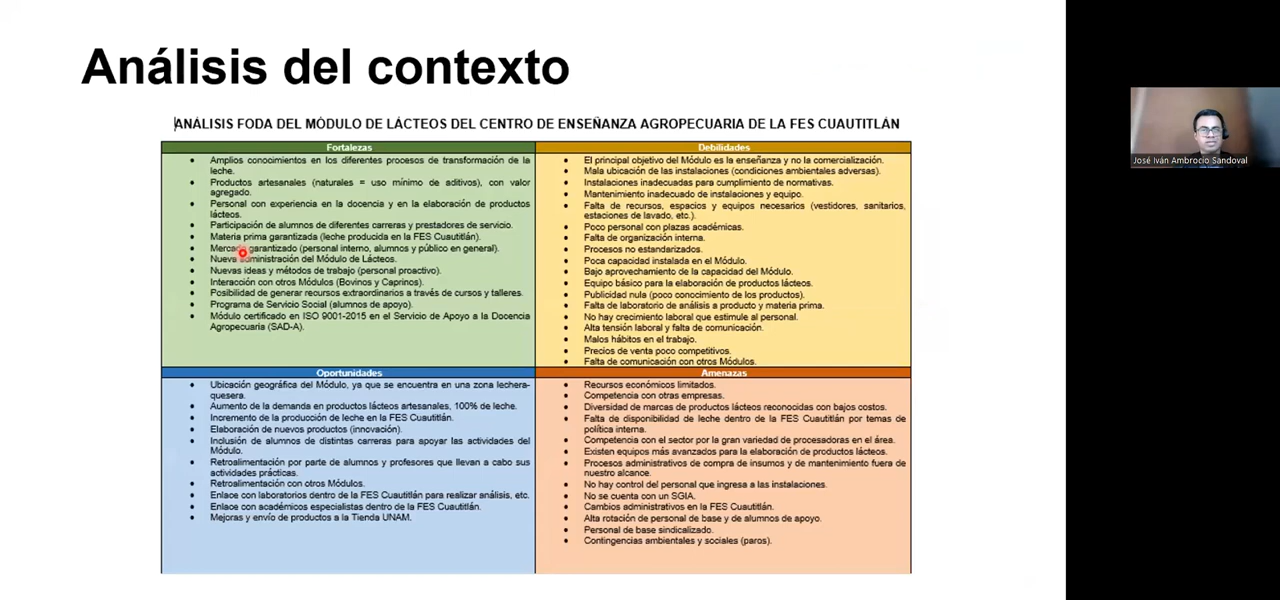 Análisis del contexto
ANÁLISIS FODA DEL MÓDULO DE LÁCTEOS DEL CENTRO DE ENSEÑANZA AGROPECUARIA DE LA FES CUAUTITLÁN
Fortalezas
• Amplios conocimientos en los diferentes procesos de transformación de la
leche.
• Productos artesanales (naturales = uso mínimo de aditivos), con valor
agregado.
• Personal con experiencia en la docencia y en la elaboración de productos
lácteos.
• Participación de alumnos de diferentes carreras y prestadores de servicio.
• Materia prima garantizada (leche producida en la FES Cuautitlán).
• Mercado garantizado (personal interno, alumnos y público en general).
• Nueva administración del Módulo de Lácteos.
• Nuevas ideas y métodos de trabajo (personal proactivo).
• Interacción con otros Módulos (Bovinos y Caprinos).
• Posibilidad de generar recursos extraordinarios a través de cursos y talleres.
• Programa de Servicio Social (alumnos de apoyo).
• Módulo certificado en ISO 9001-2015 en el Servicio de Apoyo a la Docencia
Agropecuaria (SAD-A).
Debilidades
• El principal objetivo del Módulo es la enseñanza y no la comercialización.
• Mala ubicación de las instalaciones (condiciones ambientales adversas).
• Instalaciones inadecuadas para cumplimiento de normativas.
• Mantenimiento inadecuado de instalaciones y equipo.
• Falta de recursos, espacios y equipos necesarios (vestidores, sanitarios,
estaciones de lavado, etc.).
• Poco personal con plazas académicas.
• Falta de organización interna.
• Procesos no estandarizados.
• Poca capacidad instalada en el Módulo.
• Bajo aprovechamiento de la capacidad del Módulo.
• Equipo básico para la elaboración de productos lácteos.
• Publicidad nula (poco conocimiento de los productos).
• Falta de laboratorio de análisis a producto y materia prima.
• No hay crecimiento laboral que estimule al personal.
• Alta tensión laboral y falta de comunicación.
• Malos hábitos en el trabajo.
• Precios de venta poco competitivos.
• Falta de comunicación con otros Módulos.
Oportunidades
• Ubicación geográfica del Módulo, ya que se encuentra en una zona lechera-
quesera.
• Aumento de la demanda en productos lácteos artesanales, 100% de leche.
• Incremento de la producción de leche en la FES Cuautitlán.
• Elaboración de nuevos productos (innovación).
• Inclusión de alumnos de distintas carreras para apoyar las actividades del
Módulo.
• Retroalimentación por parte de alumnos y profesores que llevan a cabo sus
actividades prácticas.
• Retroalimentación con otros Módulos.
• Enlace con laboratorios dentro de la FES Cuautitlán para realizar análisis, etc.
• Enlace con académicos especialistas dentro de la FES Cuautitlán.
• Mejoras y envío de productos a la Tienda UNAM.
Amenazas
• Recursos económicos limitados.
• Competencia con otras empresas.
• Diversidad de marcas de productos lácteos reconocidas con bajos costos.
• Falta de disponibilidad de leche dentro de la FES Cuautitlán por temas de
política interna.
• Competencia con el sector por la gran variedad de procesadoras en el área.
• Existen equipos más avanzados para la elaboración de productos lácteos.
• Procesos administrativos de compra de insumos y de mantenimiento fuera de
nuestro alcance.
• No hay control del personal que ingresa a las instalaciones.
• No se cuenta con un SGIA.
• Cambios administrativos en la FES Cuautitlán.
• Alta rotación de personal de base y de alumnos de apoyo.
• Personal de base sindicalizado.
• Contingencias ambientales y sociales (paros).
José Iván Ambrocio Sandoval